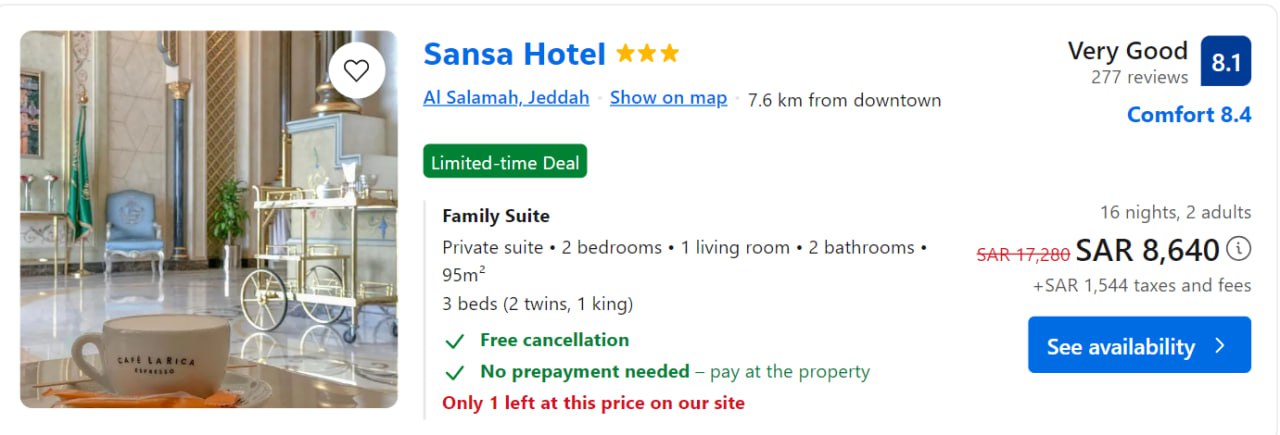 Sansa Hotel
Very Good
8.1
277 reviews
Al Salamah, Jeddah · Show on map · 7.6 km from downtown
Comfort 8.4
Limited-time Deal
Family Suite
Private suite • 2 bedrooms • 1 living room • 2 bathrooms •
95m²
3 beds (2 twins, 1 king)
Free cancellation
No prepayment needed – pay at the property
Only 1 left at this price on our site
16 nights, 2 adults
SAR 17,280 SAR 8,640
+SAR 1,544 taxes and fees
See availability
CAFÉ LA RICA
ESPRESSO